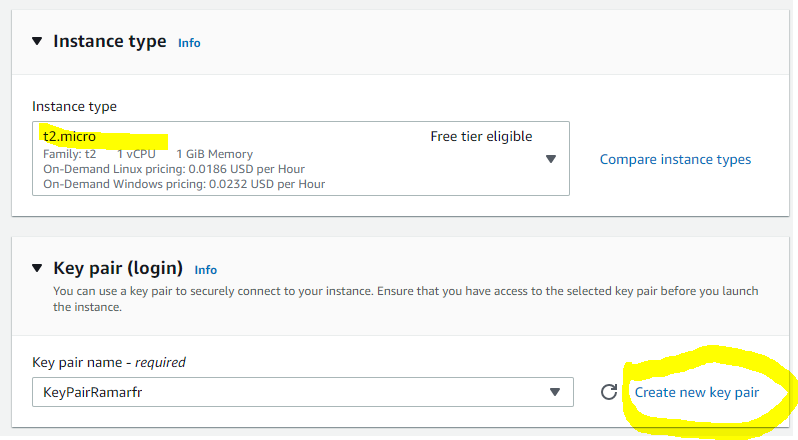 Instance type Info
Instance type
t2.micro Free tier eligible
Family: t2 1 vCPU 1 GiB Memory
On-Demand Linux pricing: 0.0186 USD per Hour
On-Demand Windows pricing: 0.0232 USD per Hour
Compare instance types
Key pair (login) Info
You can use a key pair to securely connect to your instance. Ensure that you have access to the selected key pair before you launch
the instance.
Key pair name - required
KeyPairRamarfr
Create new key pair